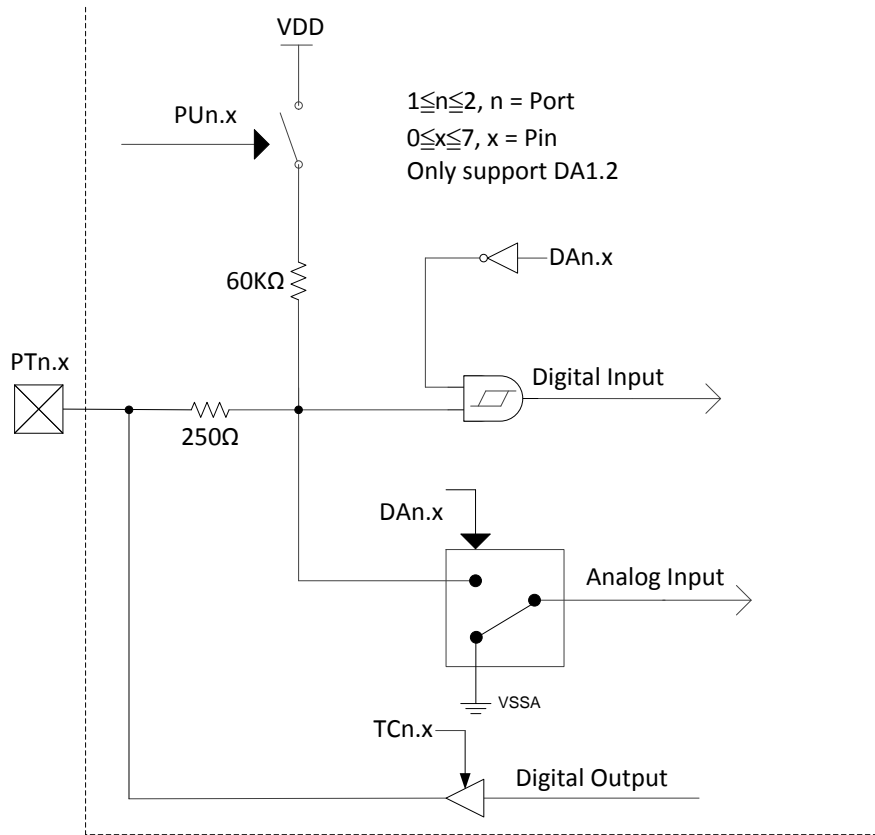 VDD
PUn.x
1≦n≦2, n = Port
0≦x≦7, x = Pin
Only support DA1.2
DAn.x
60KΩ
PTn.x
Digital Input
250Ω
DAn.x
Analog Input
VSSA
TCn.x
Digital Output